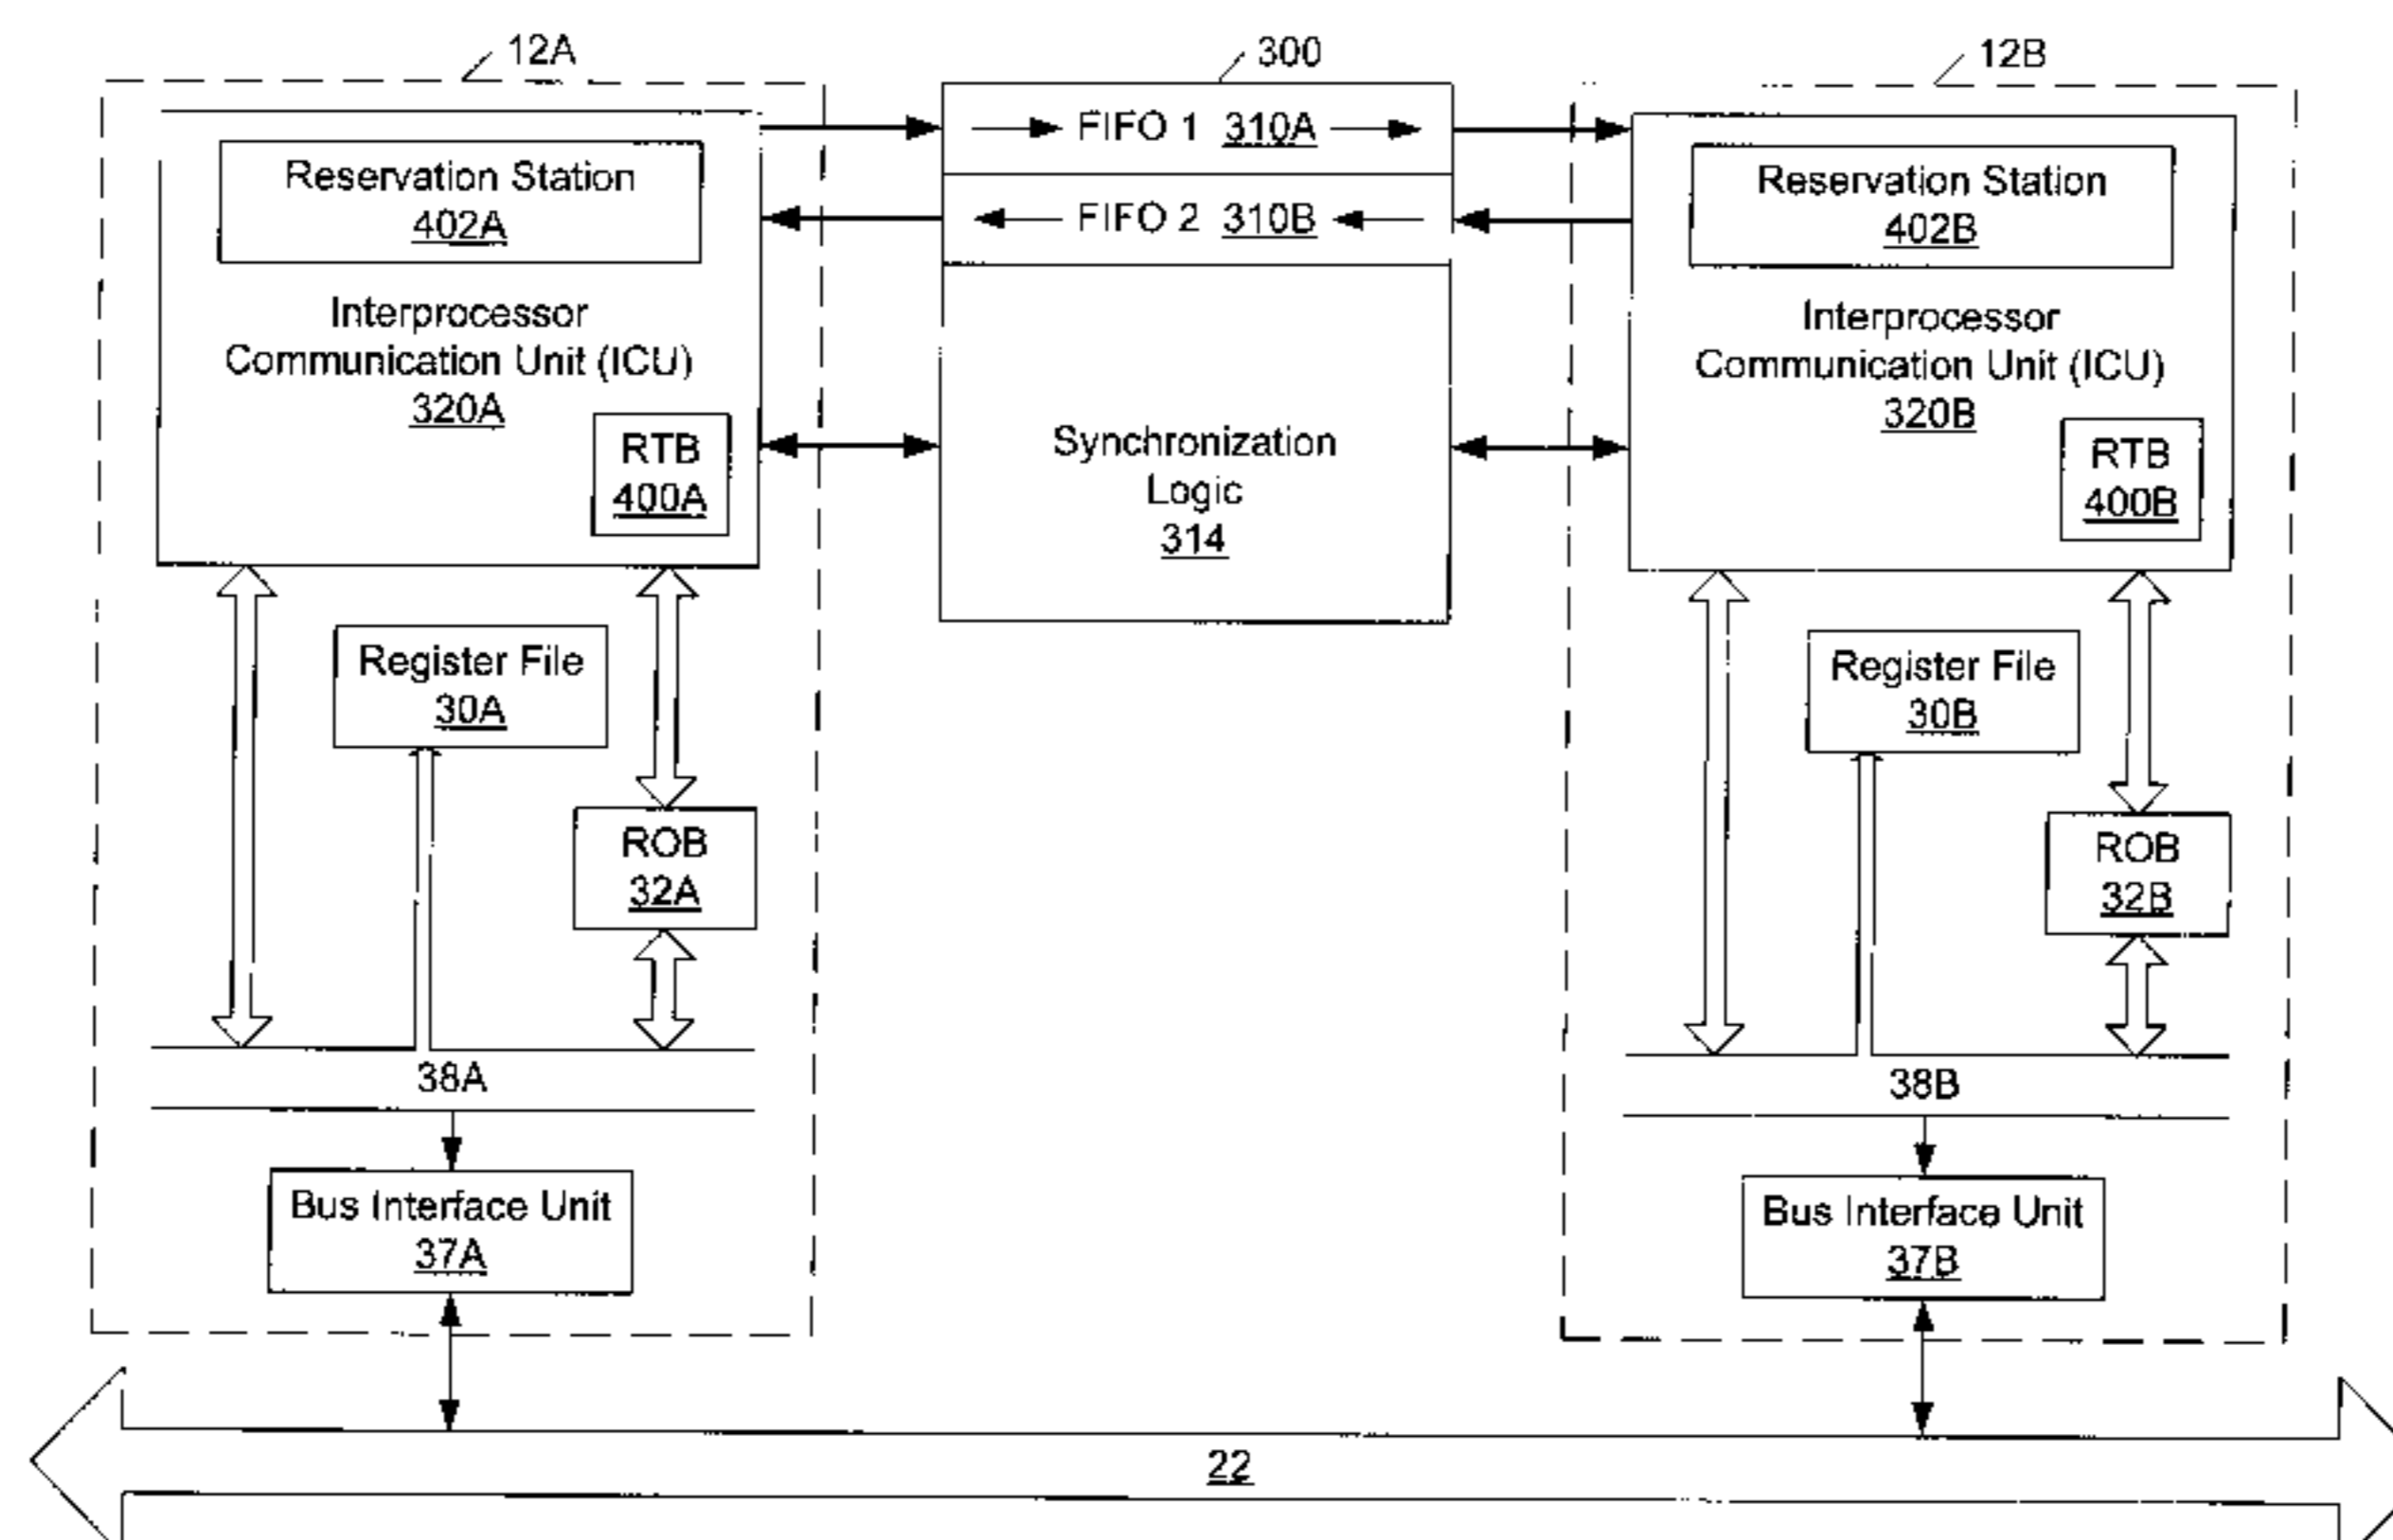 12A
300
12B
FIFO 1 310A
FIFO 2 310B
Reservation Station
402A
Interprocessor
Communication Unit (ICU)
320A
RTB
400A
Synchronization
Logic
314
Reservation Station
402B
Interprocessor
Communication Unit (ICU)
320B
RTB
400B
Register File
30A
ROB
32A
38A
Bus Interface Unit
37A
Register File
30B
ROB
32B
38B
Bus Interface Unit
37B
22